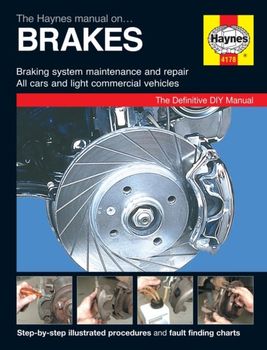 The Haynes manual on...
BRAKES
Haynes
4178
Braking system maintenance and repair
All cars and light commercial vehicles
The Definitive DIY Manual
Step-by-step illustrated procedures and fault finding charts